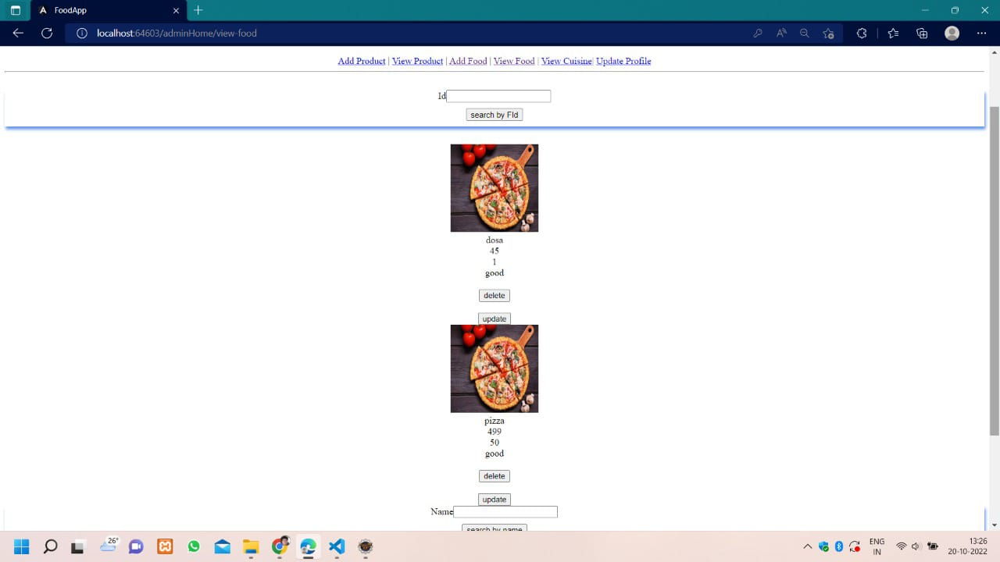 FoodApp
localhost:64603/adminHome/view-food
Add Product | View Product | Add Food | View Food | View Cuisine| Update Profile
Id
search by FId
dosa
45
1
good
delete
update
pizza
499
50
good
delete
update
Name
search by name
26°
ENG
IN
13:26
20-10-2022